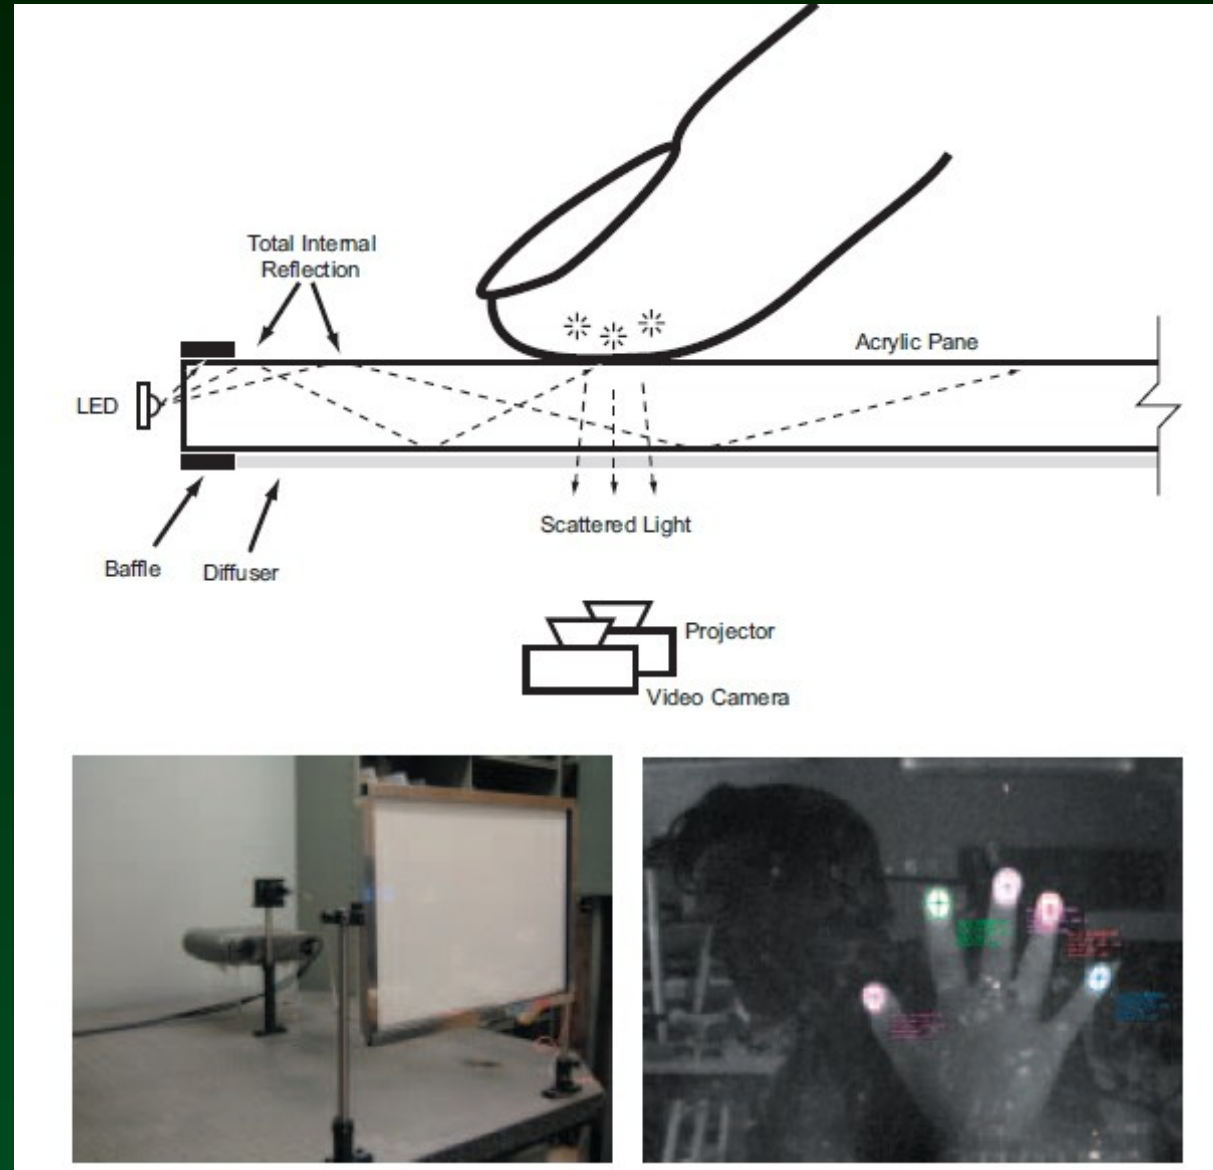 Total Internal
Reflection
Acrylic Pane
LED
Scattered Light
Baffle
Diffuser
Projector
Video Camera